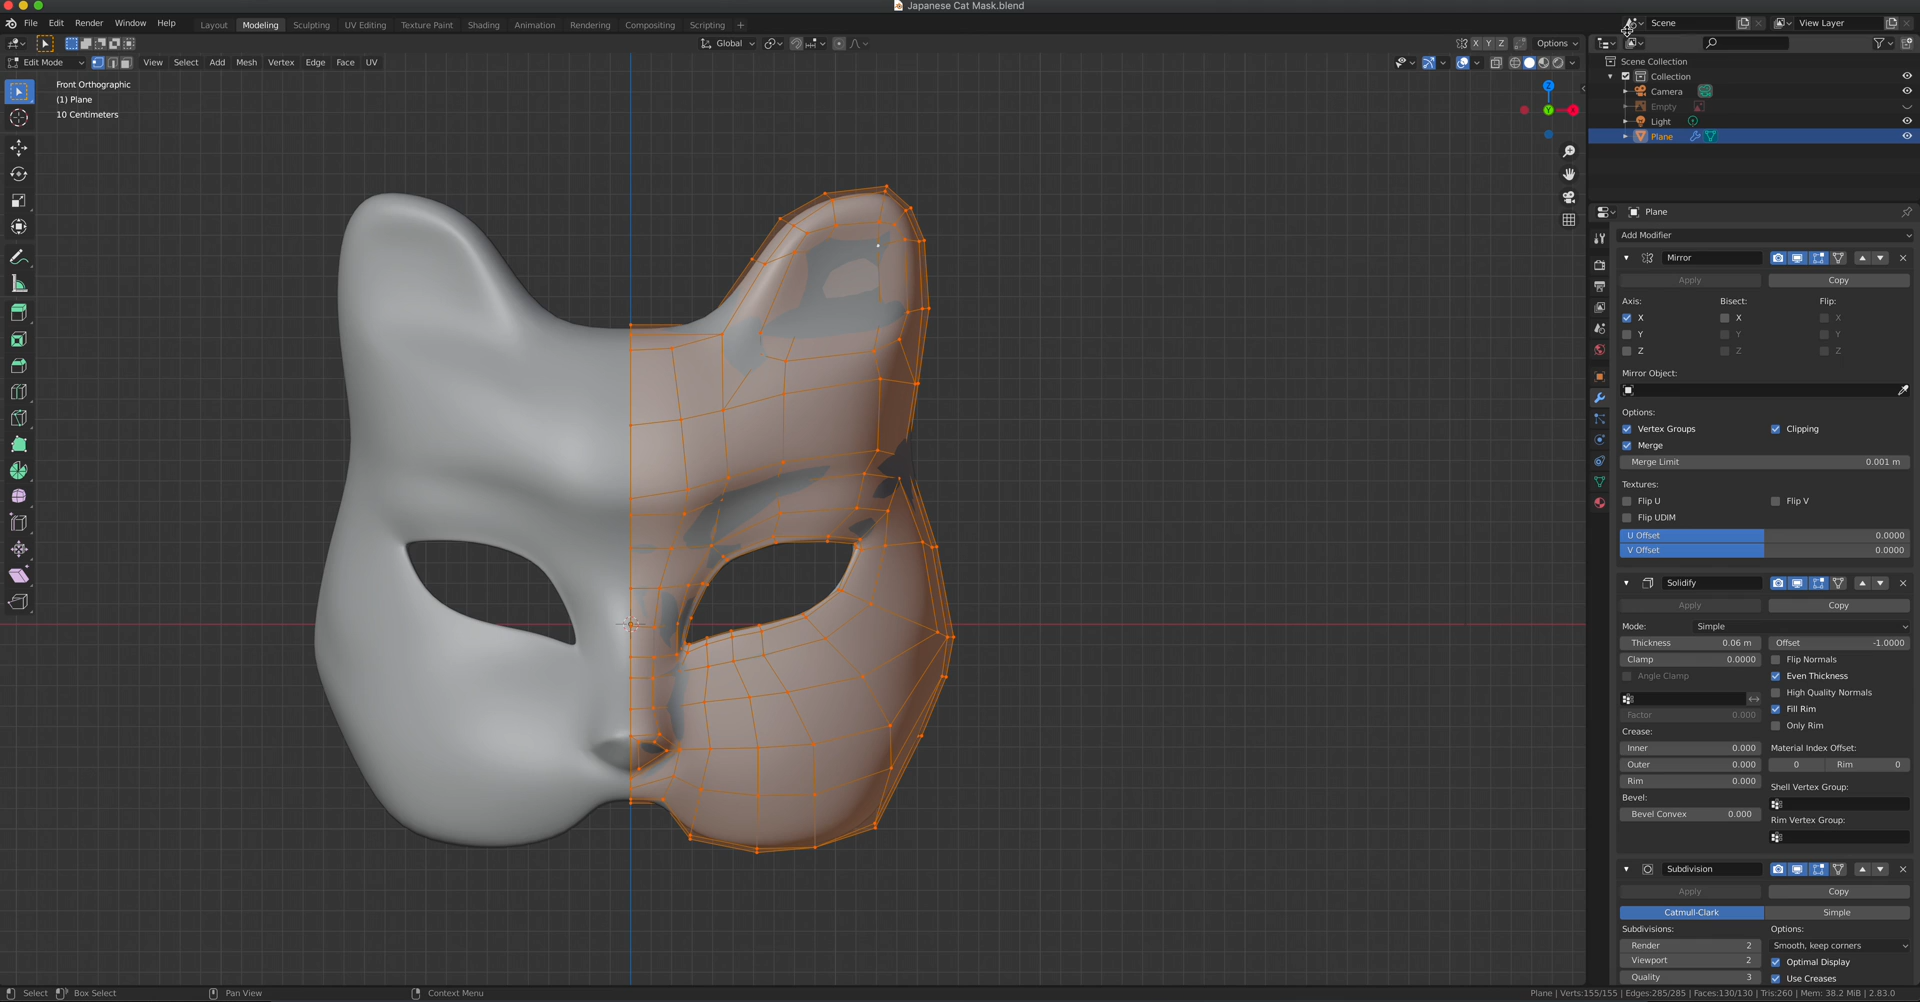 Japanese Cat Mask.blend
File Edit Render Window Help
Layout Modeling Sculpting UV Editing Texture Paint Shading Animation Rendering Compositing Scripting +
Scene
View Layer
Global
X Y Z
Options
Edit Mode
View Select Add Mesh Vertex Edge Face UV
Front Orthographic
(1) Plane
10 Centimeters
Z
Y
X
Scene Collection
Collection
Camera
Empty
Light
Plane
Plane
Add Modifier
Mirror
Apply Copy
Axis: Bisect: Flip:
X X X
Y Y Y
Z Z Z
Mirror Object:
Options:
Vertex Groups Clipping
Merge
Merge Limit 0.001 m
Textures:
Flip U Flip V
Flip UDIM
U Offset 0.0000
V Offset 0.0000
Solidify
Apply Copy
Mode: Simple
Thickness 0.06 m Offset -1.0000
Clamp 0.0000 Flip Normals
Angle Clamp Even Thickness
High Quality Normals
Factor 0.000 Fill Rim
Crease: Only Rim
Inner 0.000 Material Index Offset:
Outer 0.000 0 Rim 0
Rim 0.000 Shell Vertex Group:
Bevel:
Bevel Convex 0.000 Rim Vertex Group:
Subdivision
Apply Copy
Catmull-Clark Simple
Subdivisions: Options:
Render 2 Smooth, keep corners
Viewport 2 Optimal Display
Quality 3 Use Creases
Select Box Select Pan View Context Menu
Plane | Verts:155/155 | Edges:285/285 | Faces:130/130 | Tris:260 | Mem: 38.2 MiB | 2.83.0